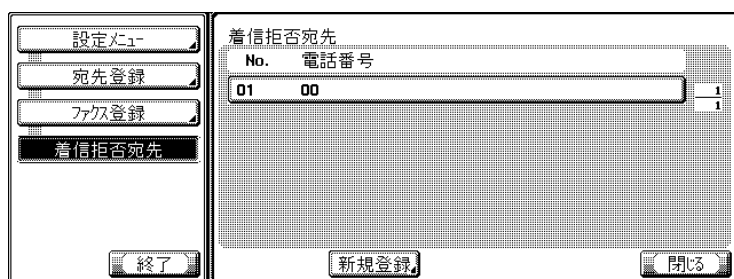 設定メニュー
宛先登録
ファクス登録
着信拒否宛先
終了
着信拒否宛先
No. 電話番号
01 00
1
1
新規登録
閉じる